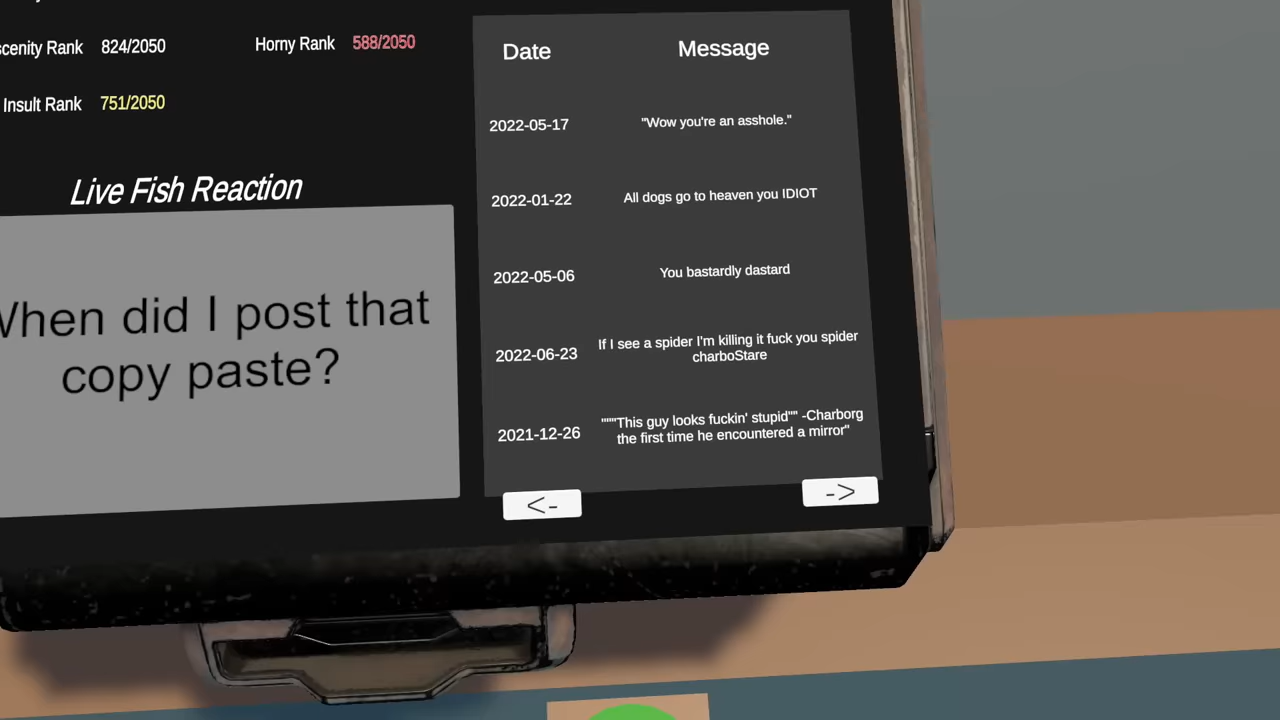 scenity Rank 824/2050 Horny Rank 588/2050
Insult Rank 751/2050
Live Fish Reaction
When did I post that
copy paste?
Date Message
2022-05-17 "Wow you're an asshole."
2022-01-22 All dogs go to heaven you IDIOT
2022-05-06 You bastardly dastard
2022-06-23 If I see a spider I'm killing it fuck you spider
charboStare
2021-12-26 """This guy looks fuckin' stupid"" -Charborg
the first time he encountered a mirror"
<- ->